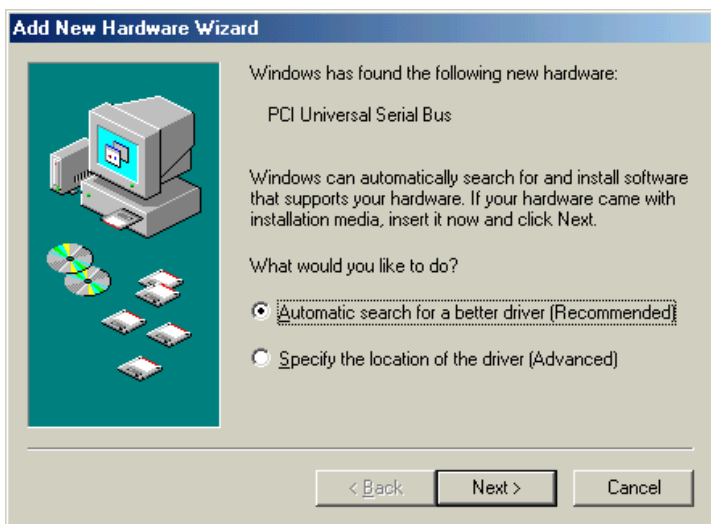 Add New Hardware Wizard
Windows has found the following new hardware:
PCI Universal Serial Bus
Windows can automatically search for and install software
that supports your hardware. If your hardware came with
installation media, insert it now and click Next.
What would you like to do?
Automatic search for a better driver (Recommended)
Specify the location of the driver (Advanced)
< Back
Next >
Cancel